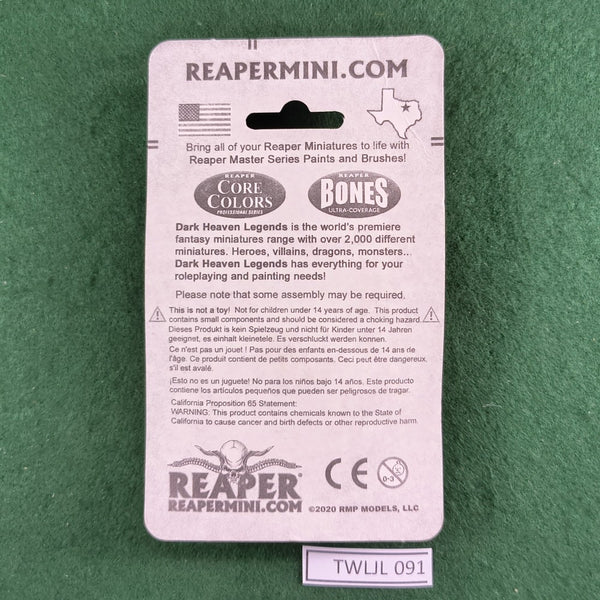 REAPERMINI.COM
Bring all of your Reaper Miniatures to life with
Reaper Master Series Paints and Brushes!
REAPER
CORE
COLORS
PROFESSIONAL SERIES
REAPER
BONES
ULTRA-COVERAGE
Dark Heaven Legends is the world's premiere
fantasy miniatures range with over 2,000 different
miniatures. Heroes, villains, dragons, monsters...
Dark Heaven Legends has everything for your
roleplaying and painting needs!
Please note that some assembly may be required.
This is not a toy! Not for children under 14 years of age. This product
contains small components and should be considered a choking hazard.
Dieses Produkt is kein Spielzeug und nicht für Kinder unter 14 Jahren
geeignet, es einhalt kleinetele. Es verschluckt werden konnen.
Ce n'est pas un jouet ! Pas pour des enfants en-dessous de 14 ans de
l'âge. Ce produit contient de petits composants. Ceci peut être dangereux,
s'il est avalé.
¡Esto no es un juguete! No para los niños bajo 14 años. Este producto
contiene los artículos pequeños que pueden ser peligrosos de tragar.
California Proposition 65 Statement:
WARNING: This product contains chemicals known to the State of
California to cause cancer and birth defects or other reproductive harm.
REAPER
REAPERMINI.COM
CE
0-3
©2020 RMP MODELS, LLC
TWLJL 091